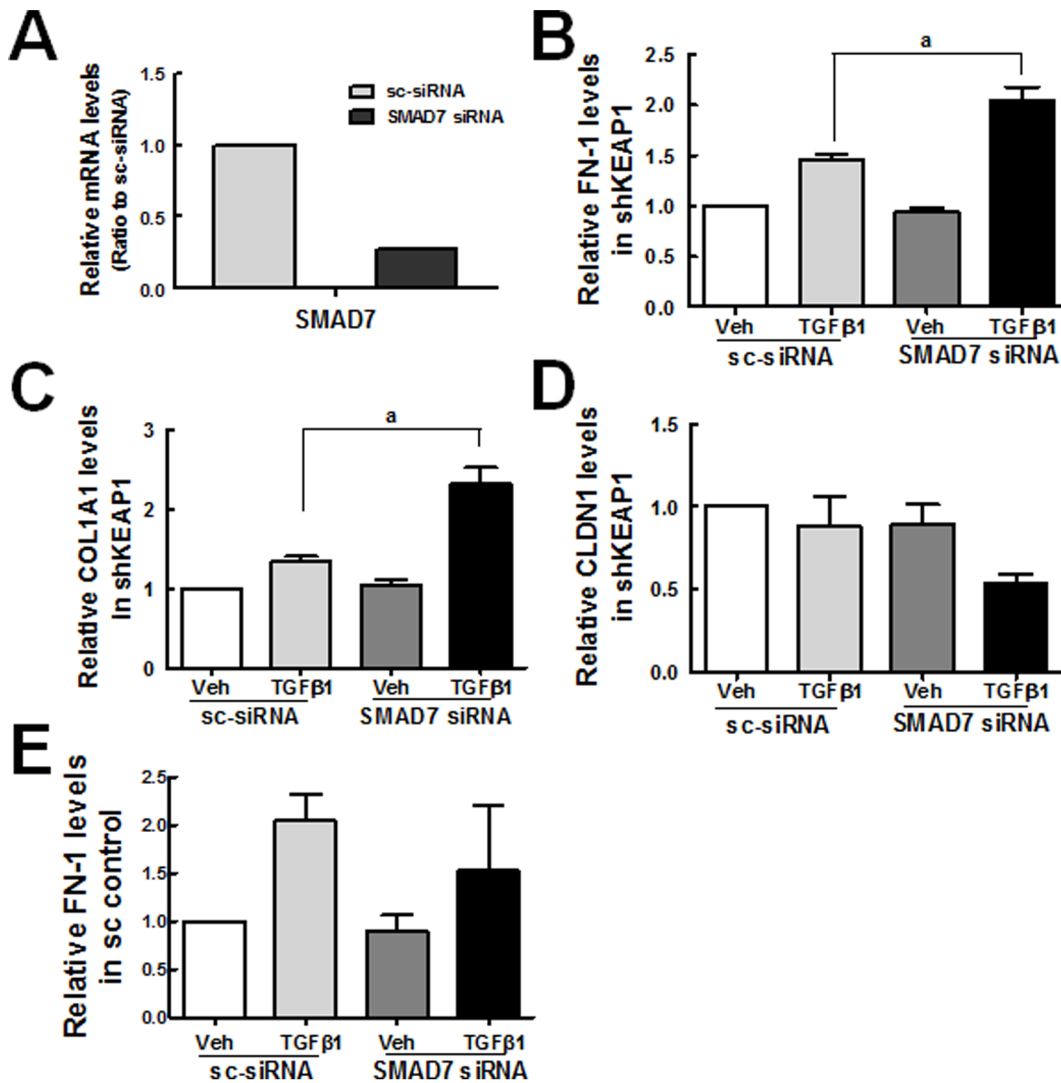 A
Relative mRNA levels
(Ratio to sc-siRNA)
1.5
1.0
0.5
0.0
sc-siRNA
SMAD7 siRNA
SMAD7
B
Relative FN-1 levels
in shKEAP1
2.5
2.0
1.5
1.0
0.5
0.0
a
Veh TGFβ1 Veh TGFβ1
sc-siRNA SMAD7 siRNA
C
Relative COL1A1 levels
In shKEAP1
3
2
1
0
a
Veh TGFβ1 Veh TGFβ1
sc-siRNA SMAD7 siRNA
D
Relative CLDN1 levels
in shKEAP1
1.5
1.0
0.5
0.0
Veh TGFβ1 Veh TGFβ1
sc-siRNA SMAD7 siRNA
E
Relative FN-1 levels
in sc control
2.5
2.0
1.5
1.0
0.5
0.0
Veh TGFβ1 Veh TGFβ1
sc-siRNA SMAD7 siRNA